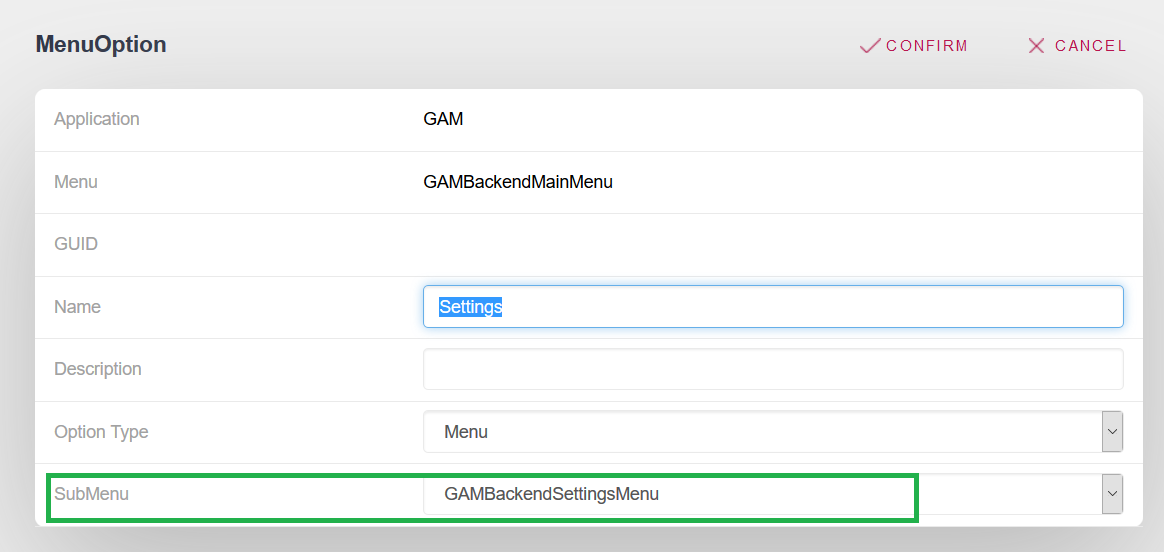 MenuOption
CONFIRM
CANCEL
Application GAM
Menu GAMBackendMainMenu
GUID
Name Settings
Description
Option Type Menu
SubMenu GAMBackendSettingsMenu